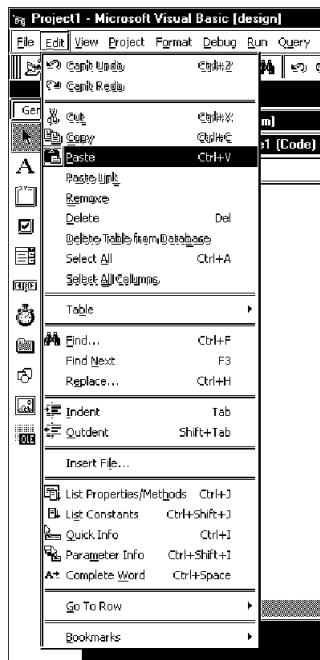 Project1 - Microsoft Visual Basic [design]
File Edit View Project Format Debug Run Query
Can't Undo Ctrl+Z
Can't Redo
Gen
Cut Ctrl+X
m)
Copy Ctrl+C
e1 (Code)
Paste Ctrl+V
Paste Link
Remove
Delete Del
Delete Table from Database
Select All Ctrl+A
Select All Columns
Table
Find... Ctrl+F
Find Next F3
Replace... Ctrl+H
Indent Tab
Outdent Shift+Tab
Insert File...
List Properties/Methods Ctrl+J
List Constants Ctrl+Shift+J
Quick Info Ctrl+I
Parameter Info Ctrl+Shift+I
Complete Word Ctrl+Space
Go To Row
Bookmarks